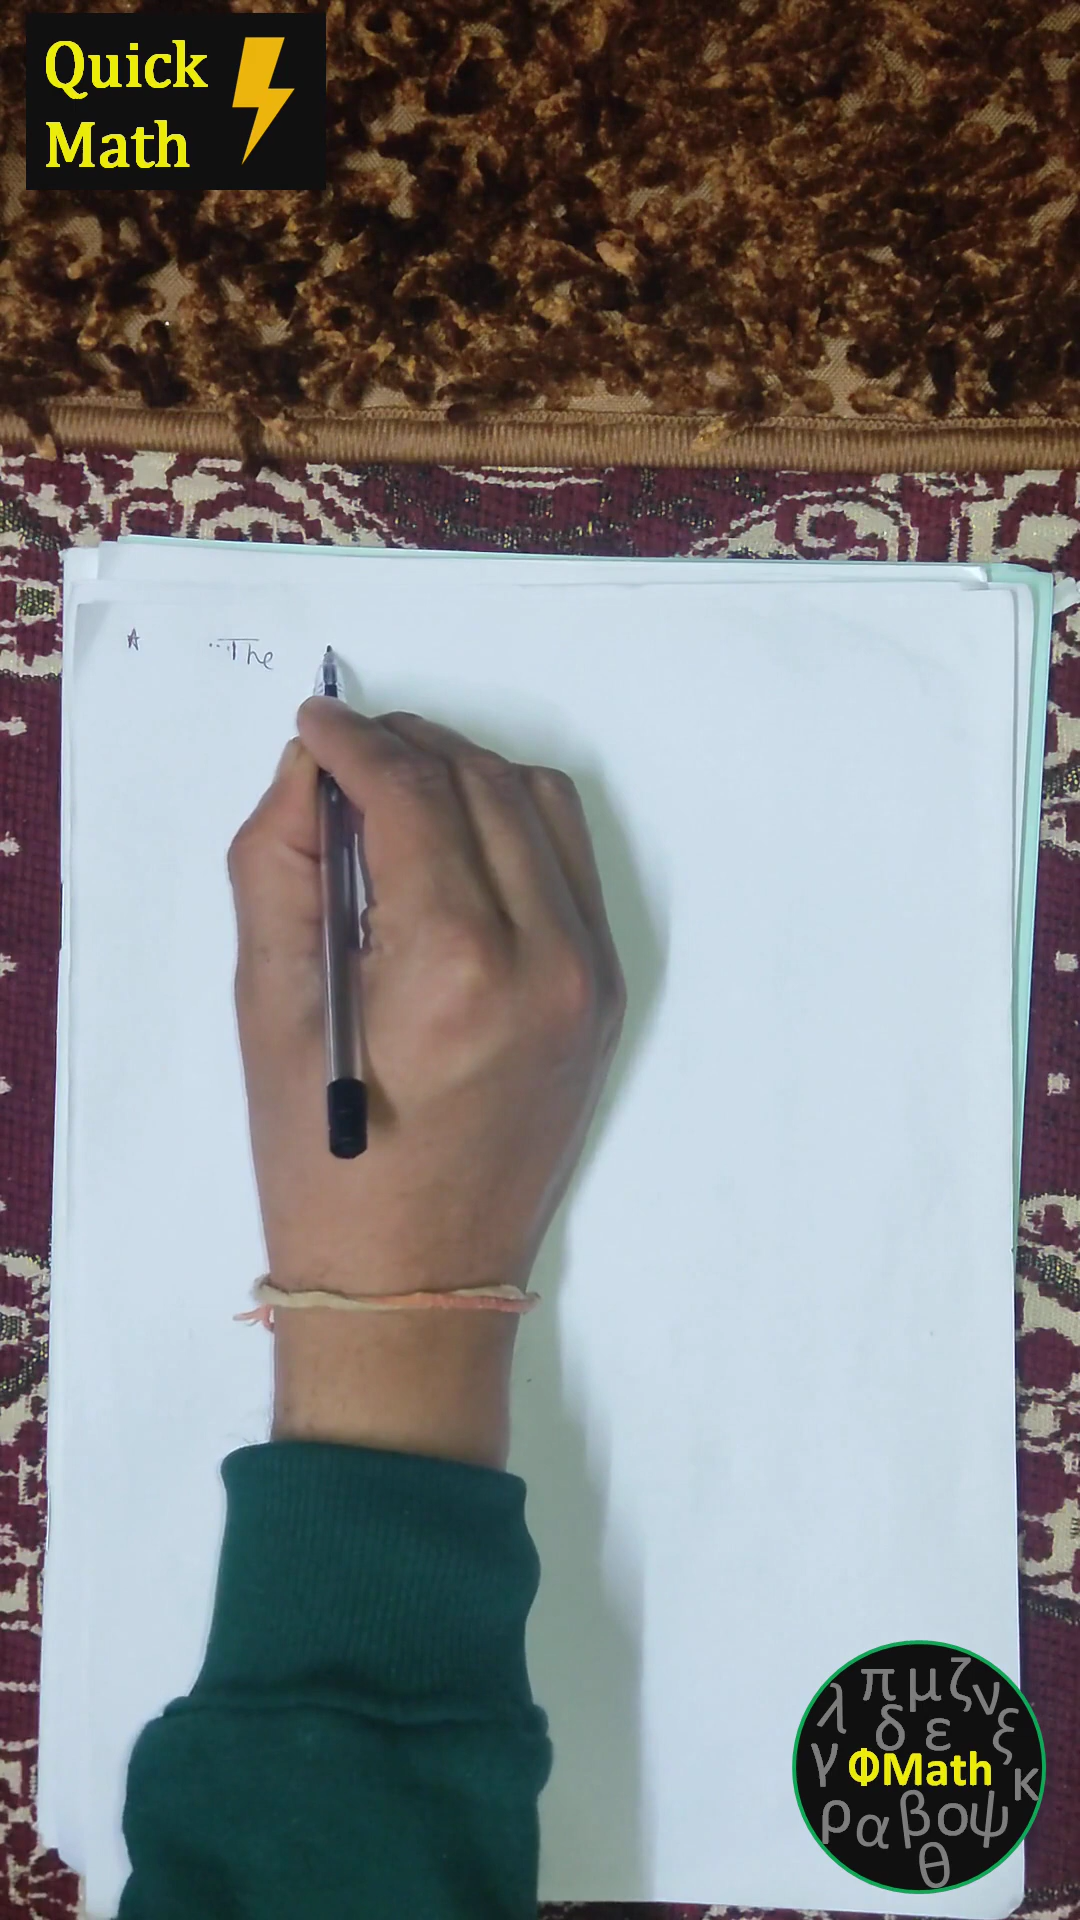 Quick
Math
The
π μ ζ ν
λ δ ε ξ
γ ΦMath κ
ρ α β ο ψ
θ